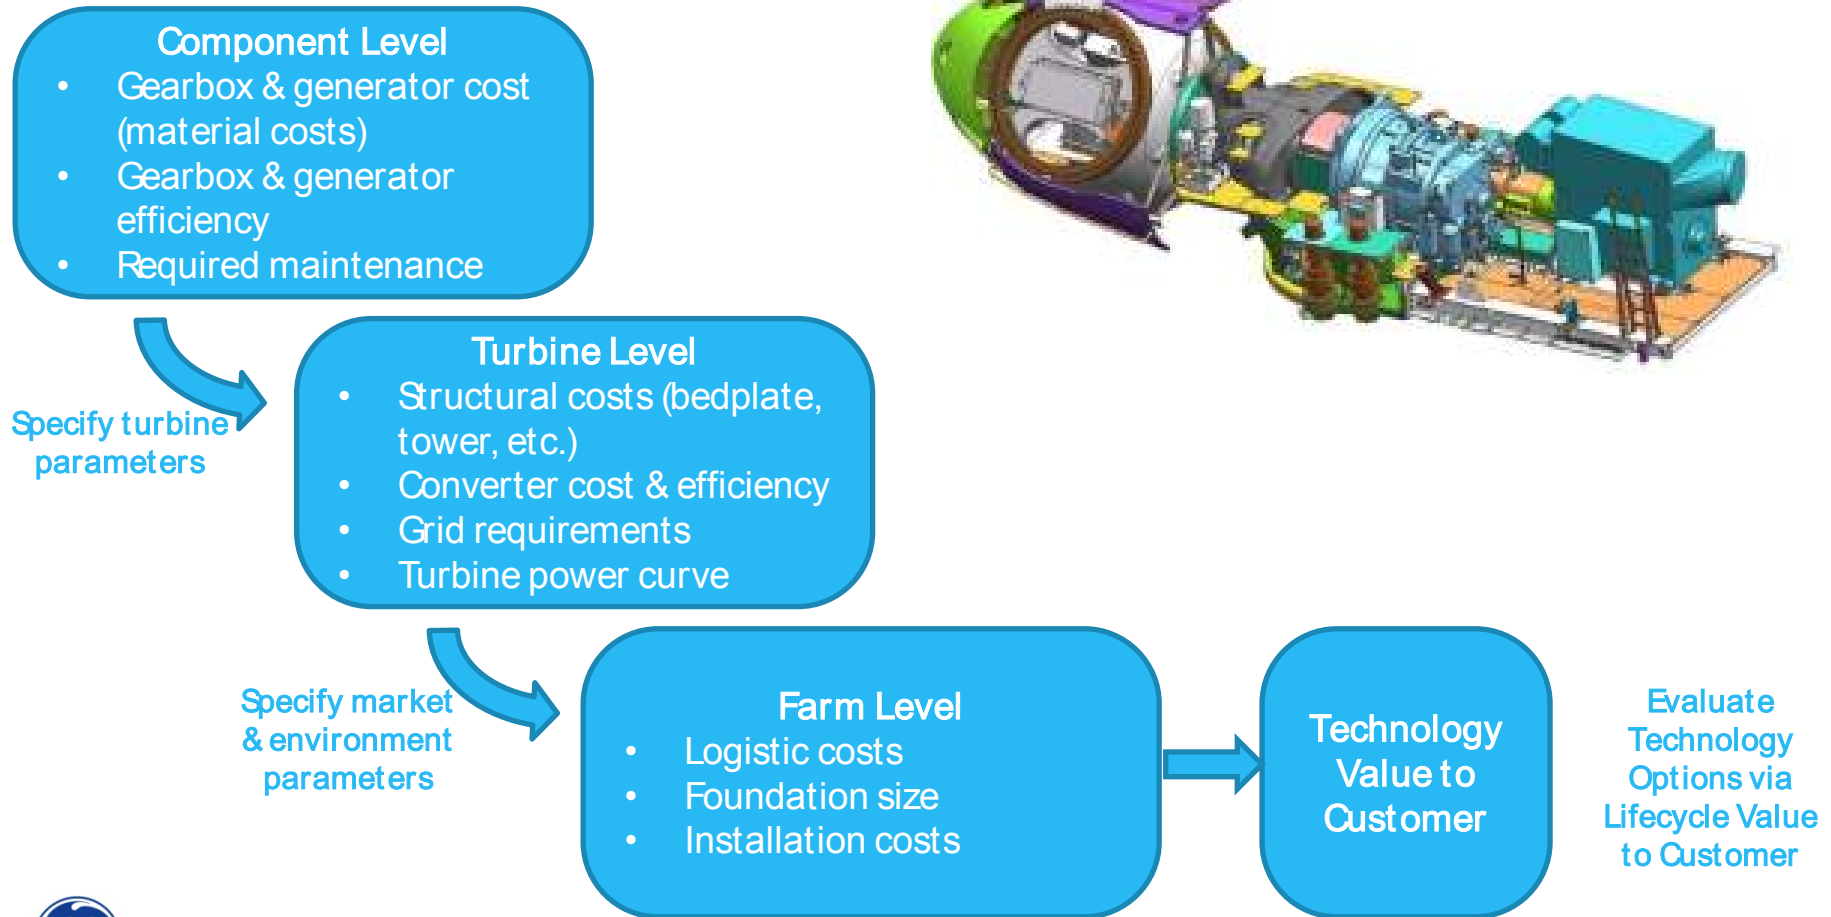 Component Level
• Gearbox & generator cost
(material costs)
• Gearbox & generator
efficiency
• Required maintenance
Specify turbine
parameters
Turbine Level
• Structural costs (bedplate,
tower, etc.)
• Converter cost & efficiency
• Grid requirements
• Turbine power curve
Specify market
& environment
parameters
Farm Level
• Logistic costs
• Foundation size
• Installation costs
Technology
Value to
Customer
Evaluate
Technology
Options via
Lifecycle Value
to Customer